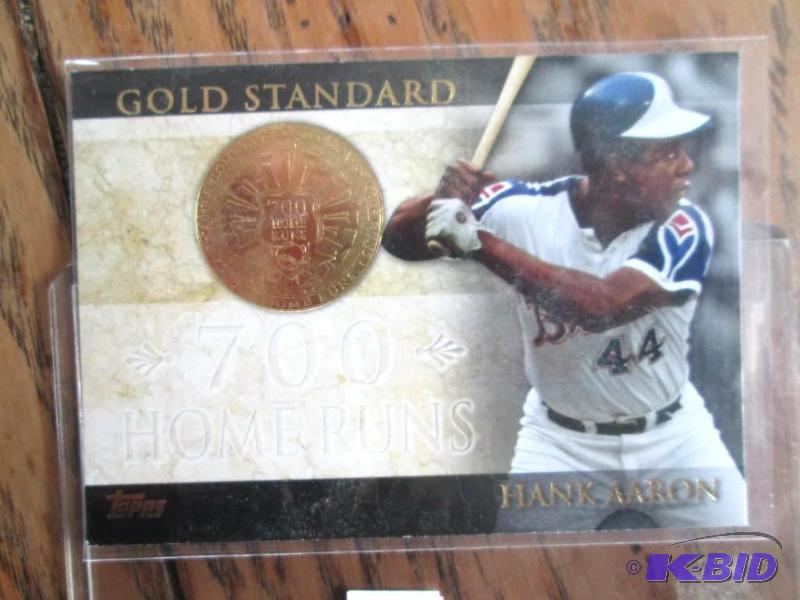 GOLD STANDARD
700
HOME
RUNS
700
HOME RUNS
44
Topps
HANK AARON
© K-BID